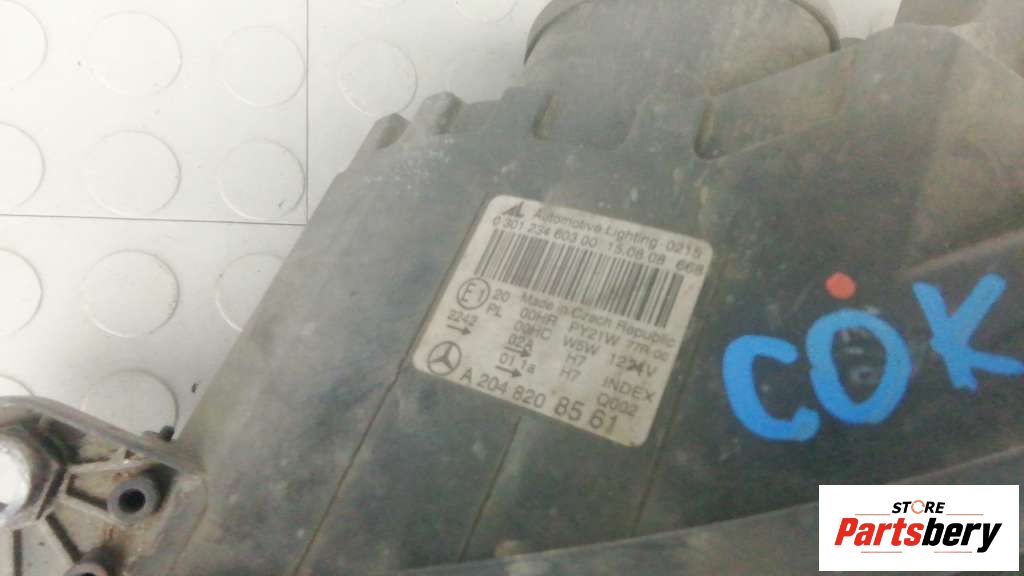 Automotive Lighting 0215
0 301 234 603 00 15.08.08 668
Made in Czech Republic
E1 20 00HR PY21W 77R 00
PL 00HC W5W 12V
02A H7
01 1a H7 INDEX
Q002
A 204 820 85 61
COK
STORE
Partsbery